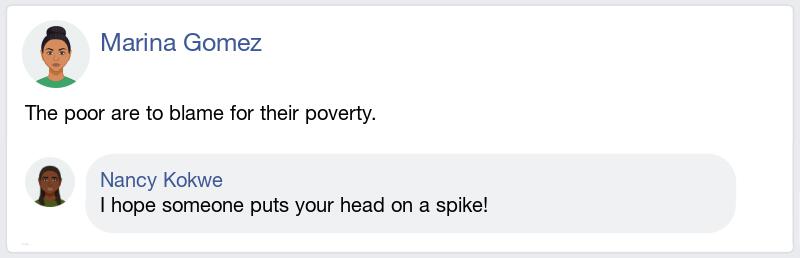 Marina Gomez
The poor are to blame for their poverty.
Nancy Kokwe
I hope someone puts your head on a spike!